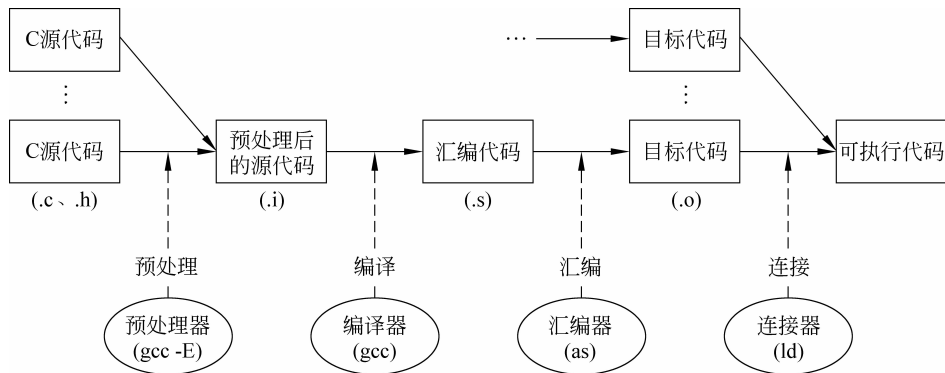 C源代码
…
目标代码
⋮
⋮
C源代码
预处理后
的源代码
汇编代码
目标代码
可执行代码
(.c、.h)
(.i)
(.s)
(.o)
预处理
编译
汇编
连接
预处理器
(gcc -E)
编译器
(gcc)
汇编器
(as)
连接器
(ld)